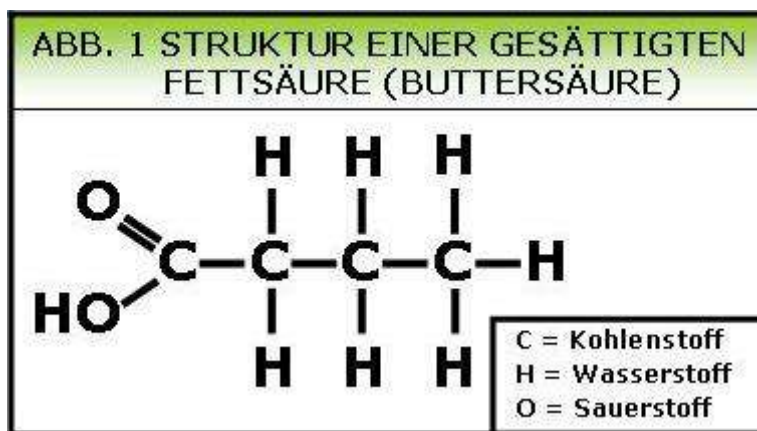 ABB. 1 STRUKTUR EINER GESÄTTIGTEN
FETTSÄURE (BUTTERSÄURE)
H H H
O
C C C C H
HO
H H H
C = Kohlenstoff
H = Wasserstoff
O = Sauerstoff